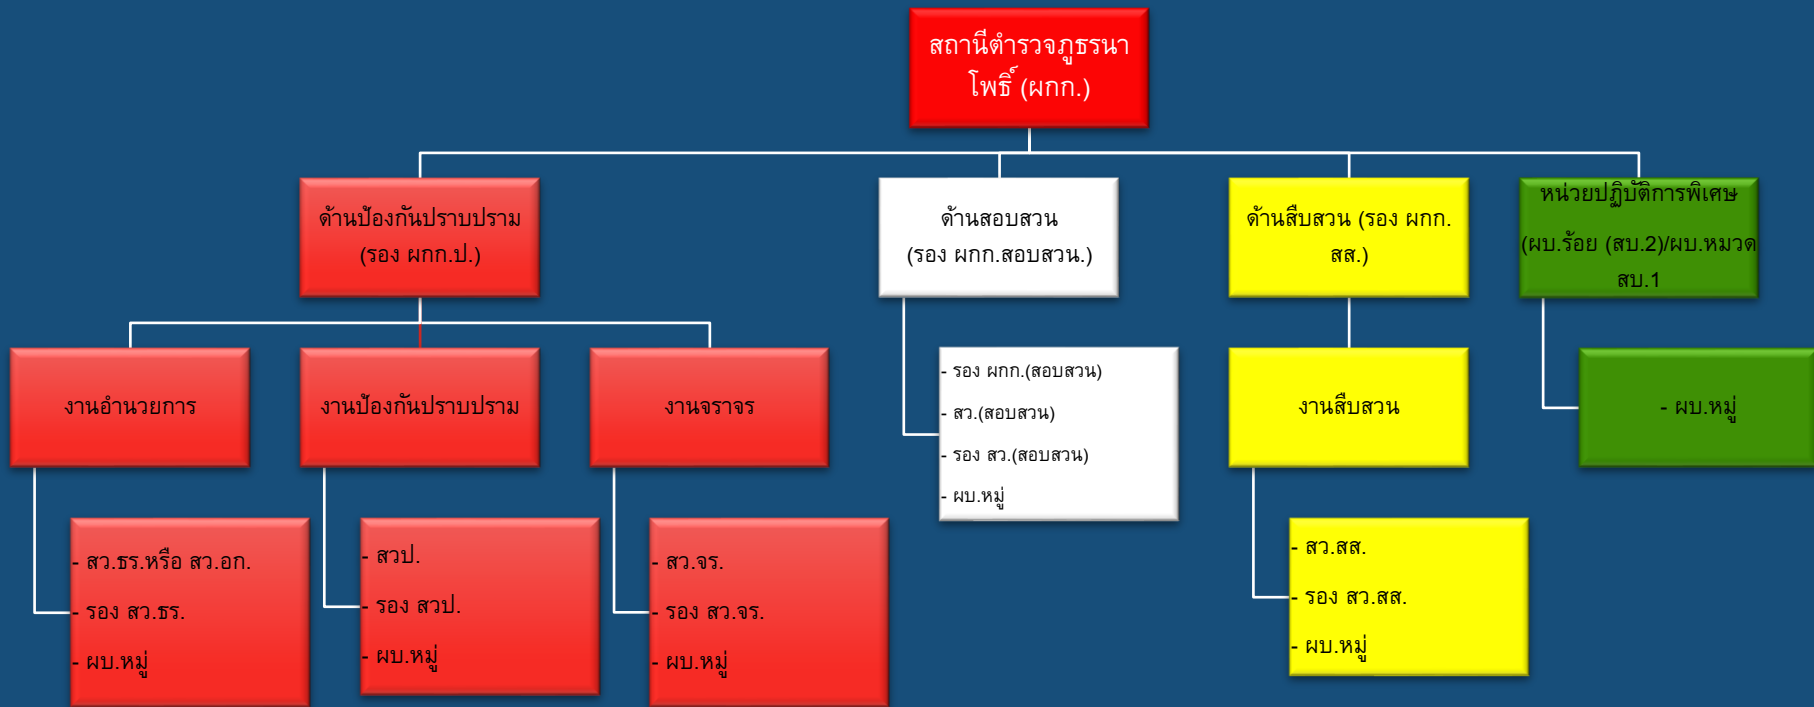 สถานีตำรวจภูธรนา
โพธิ์ (ผกก.)
ด้านป้องกันปราบปราม
(รอง ผกก.ป.)
ด้านสอบสวน
(รอง ผกก.สอบสวน.)
ด้านสืบสวน (รอง ผกก.
สส.)
หน่วยปฏิบัติการพิเศษ
(ผบ.ร้อย (สบ.2)/ผบ.หมวด
สบ.1
งานอำนวยการ
งานป้องกันปราบปราม
งานจราจร
- รอง ผกก.(สอบสวน)
- สว.(สอบสวน)
- รอง สว.(สอบสวน)
- ผบ.หมู่
งานสืบสวน
- ผบ.หมู่
- สว.ธร.หรือ สว.อก.
- รอง สว.ธร.
- ผบ.หมู่
- สวป.
- รอง สวป.
- ผบ.หมู่
- สว.จร.
- รอง สว.จร.
- ผบ.หมู่
- สว.สส.
- รอง สว.สส.
- ผบ.หมู่